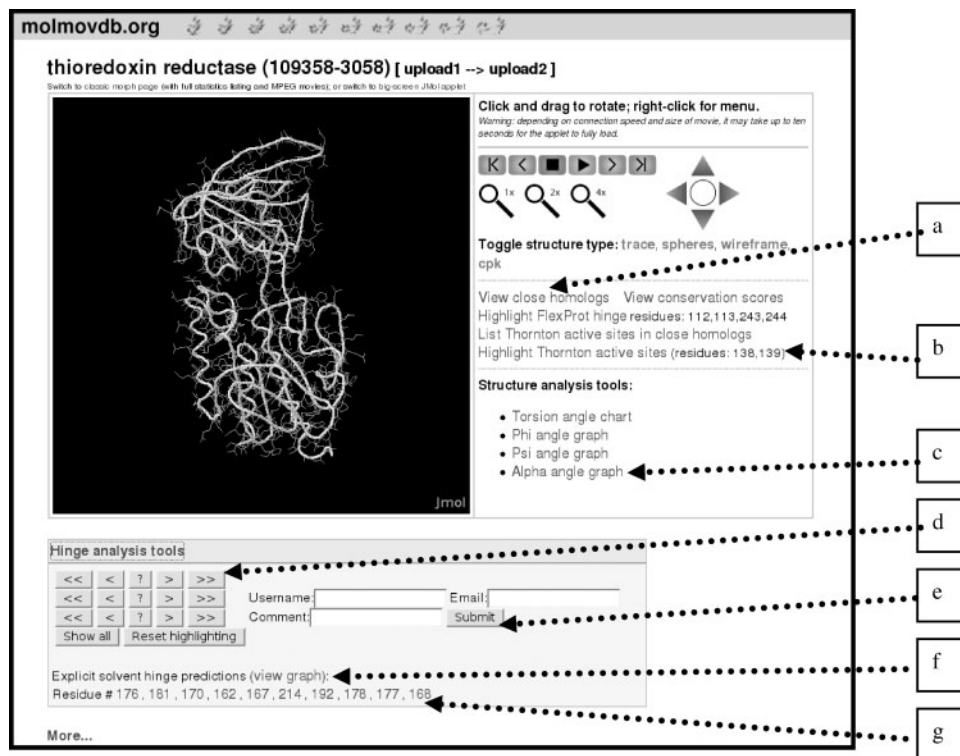 molmovdb.org
thioredoxin reductase (109358-3058) [ upload1 --> upload2 ]
Switch to classic morph page (with full statistics listing and MPEG movies); or switch to big-screen JMol applet
Click and drag to rotate; right-click for menu.
Warning: depending on connection speed and size of movie, it may take up to ten
seconds for the applet to fully load.
1x 2x 4x
Toggle structure type: trace, spheres, wireframe,
cpk
View close homologs View conservation scores
Highlight FlexProt hinge residues: 112,113,243,244
List Thornton active sites in close homologs
Highlight Thornton active sites (residues: 138,139)
Structure analysis tools:
• Torsion angle chart
• Phi angle graph
• Psi angle graph
• Alpha angle graph
Jmol
Hinge analysis tools
<< < ? > >>
<< < ? > >> Username: Email:
<< < ? > >> Comment: Submit
Show all Reset highlighting
Explicit solvent hinge predictions (view graph):
Residue # 176 , 181 , 170 , 162 , 167 , 214 , 192 , 178 , 177 , 168
More...
a
b
c
d
e
f
g